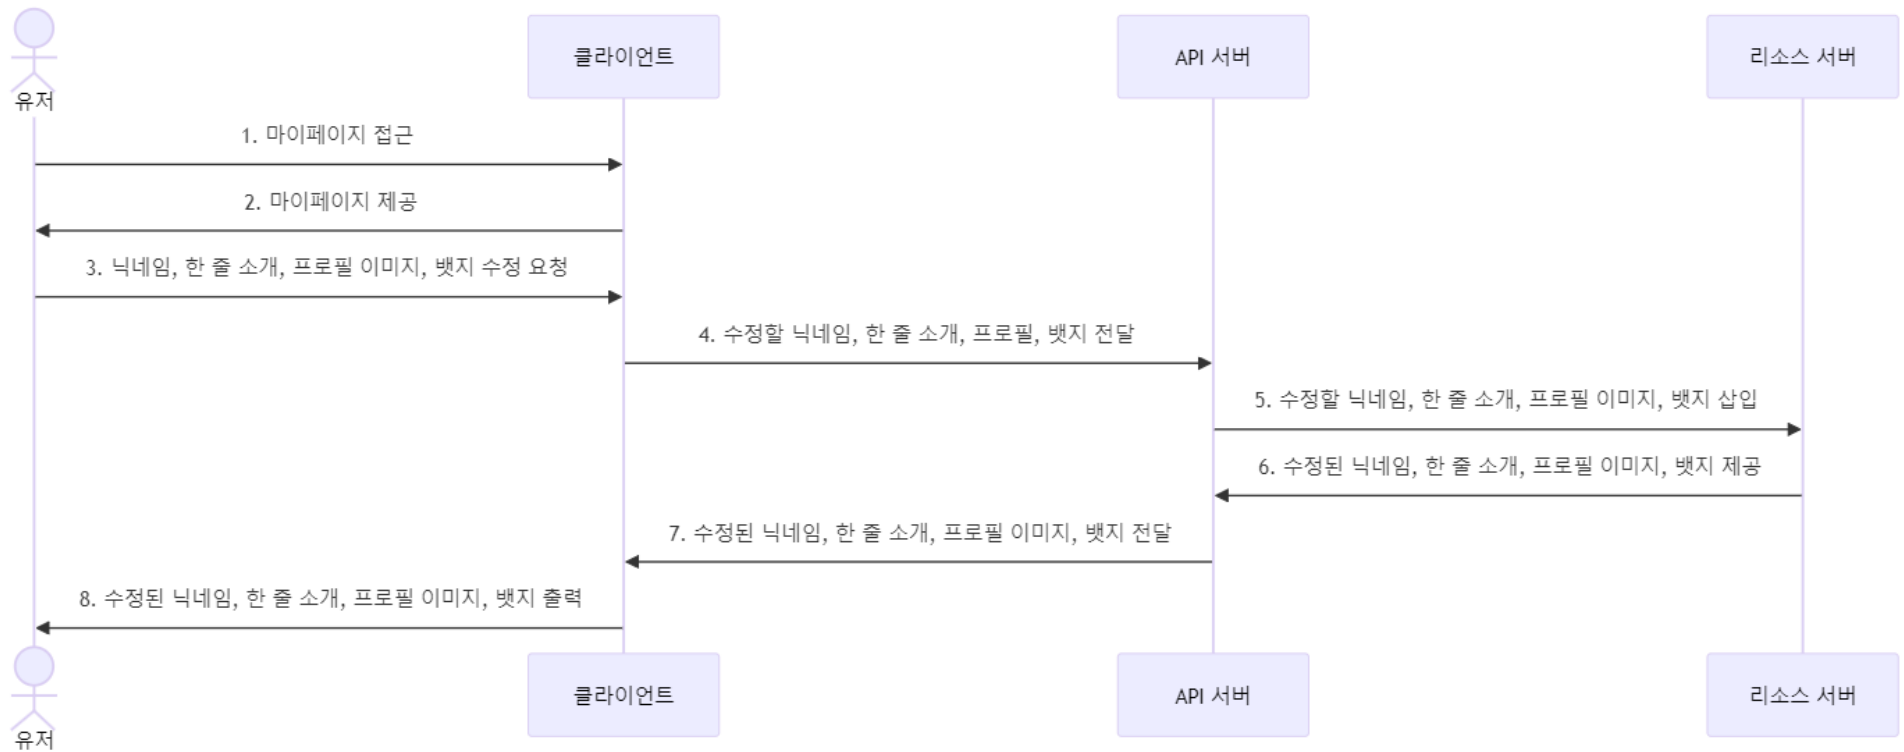 클라이언트
API 서버
리소스 서버
유저
1. 마이페이지 접근
2. 마이페이지 제공
3. 닉네임, 한 줄 소개, 프로필 이미지, 뱃지 수정 요청
4. 수정할 닉네임, 한 줄 소개, 프로필, 뱃지 전달
5. 수정할 닉네임, 한 줄 소개, 프로필 이미지, 뱃지 삽입
6. 수정된 닉네임, 한 줄 소개, 프로필 이미지, 뱃지 제공
7. 수정된 닉네임, 한 줄 소개, 프로필 이미지, 뱃지 전달
8. 수정된 닉네임, 한 줄 소개, 프로필 이미지, 뱃지 출력
클라이언트
API 서버
리소스 서버
유저